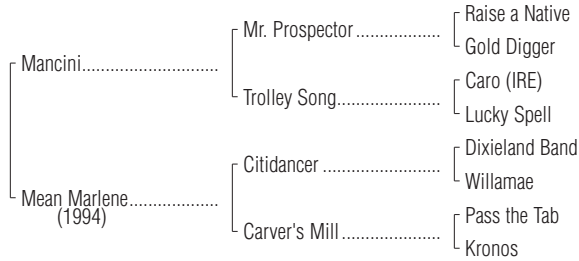 Raise a Native
Mr. Prospector ..................
Gold Digger
Mancini.............................
Caro (IRE)
Trolley Song......................
Lucky Spell
Dixieland Band
Citidancer .........................
Willamae
Mean Marlene...................
(1994)
Pass the Tab
Carver's Mill .....................
Kronos